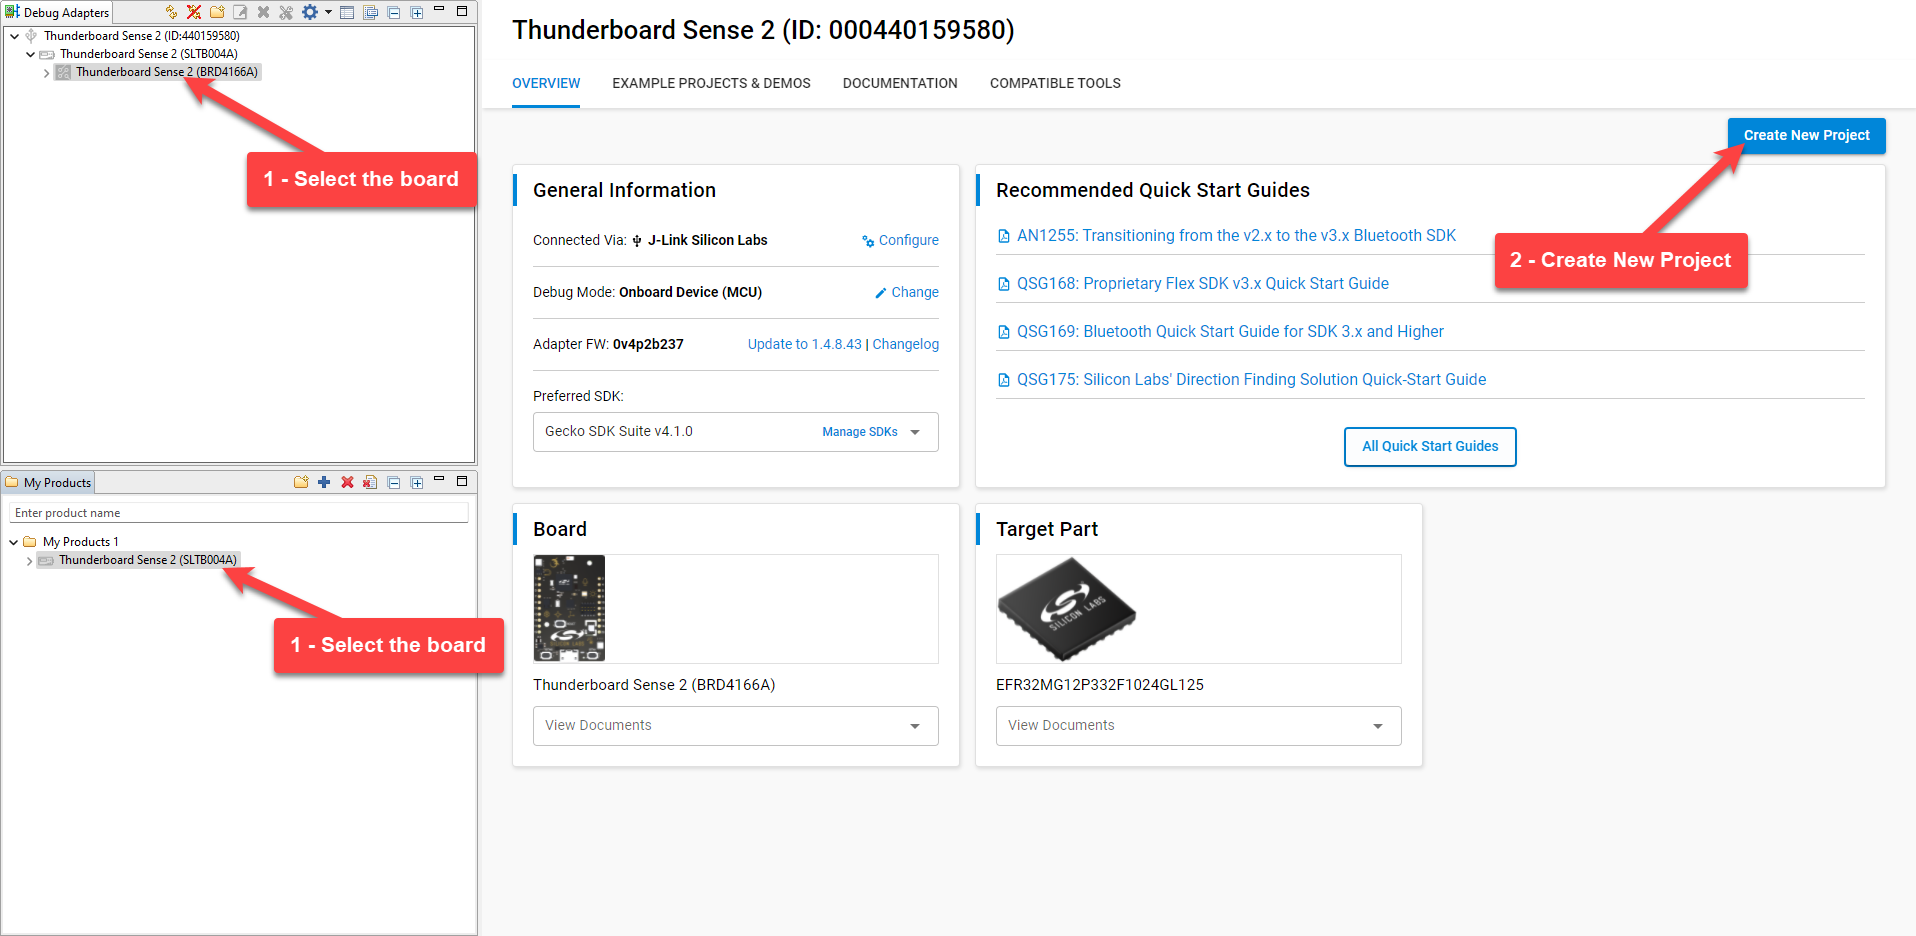 Debug Adapters
Thunderboard Sense 2 (ID:440159580)
Thunderboard Sense 2 (SLTB004A)
Thunderboard Sense 2 (BRD4166A)
1 - Select the board
My Products
Enter product name
My Products 1
Thunderboard Sense 2 (SLTB004A)
1 - Select the board
Thunderboard Sense 2 (ID: 000440159580)
OVERVIEW
EXAMPLE PROJECTS & DEMOS
DOCUMENTATION
COMPATIBLE TOOLS
Create New Project
2 - Create New Project
General Information
Connected Via: J-Link Silicon Labs
Configure
Debug Mode: Onboard Device (MCU)
Change
Adapter FW: 0v4p2b237
Update to 1.4.8.43 | Changelog
Preferred SDK:
Gecko SDK Suite v4.1.0
Manage SDKs
Recommended Quick Start Guides
AN1255: Transitioning from the v2.x to the v3.x Bluetooth SDK
QSG168: Proprietary Flex SDK v3.x Quick Start Guide
QSG169: Bluetooth Quick Start Guide for SDK 3.x and Higher
QSG175: Silicon Labs' Direction Finding Solution Quick-Start Guide
All Quick Start Guides
Board
Thunderboard Sense 2 (BRD4166A)
View Documents
Target Part
SILICON LABS
EFR32MG12P332F1024GL125
View Documents